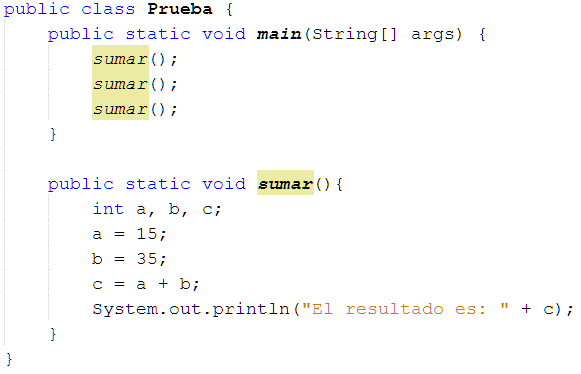 public class Prueba {
    public static void main(String[] args) {
        sumar();
        sumar();
        sumar();
    }

    public static void sumar(){
        int a, b, c;
        a = 15;
        b = 35;
        c = a + b;
        System.out.println("El resultado es: " + c);
    }
}